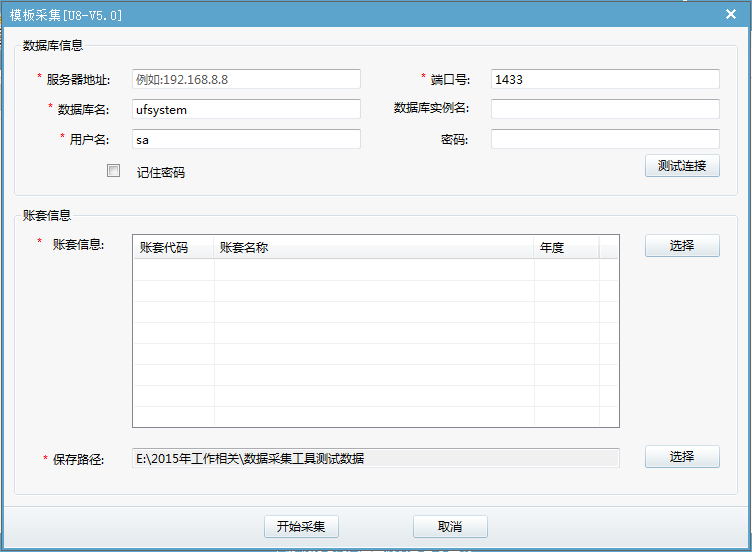 模板采集[U8-V5.0]
数据库信息
* 服务器地址: 例如:192.168.8.8 * 端口号: 1433
* 数据库名: ufsystem 数据库实例名:
* 用户名: sa 密码:
记住密码 测试连接
账套信息
* 账套信息: 账套代码 账套名称 年度 选择
* 保存路径: E:\2015年工作相关\数据采集工具测试数据 选择
开始采集 取消